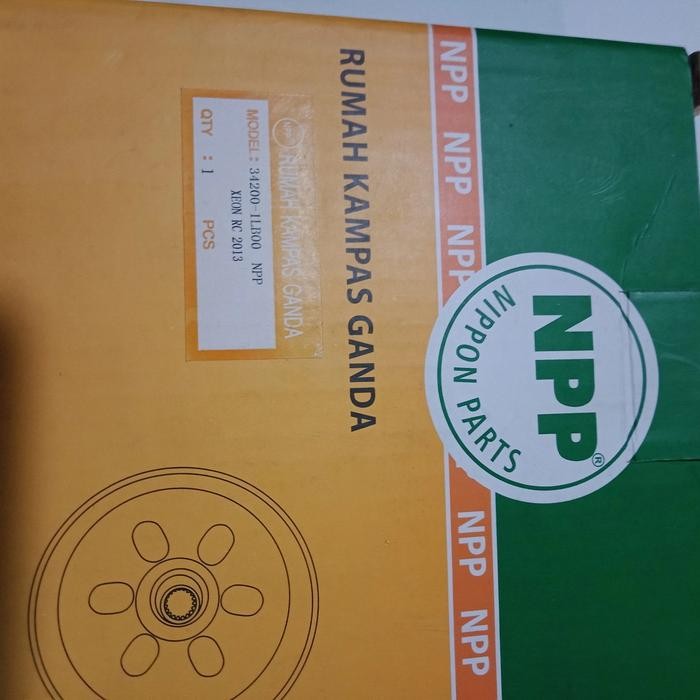 NPP NPP NPP
NPP®
NIPPON PARTS
NPP NPP
RUMAH KAMPAS GANDA
NPP RUMAH KAMPAS GANDA
MODEL: 34200-1LB00 NPP
XEON RC 2013
QTY : 1 PCS